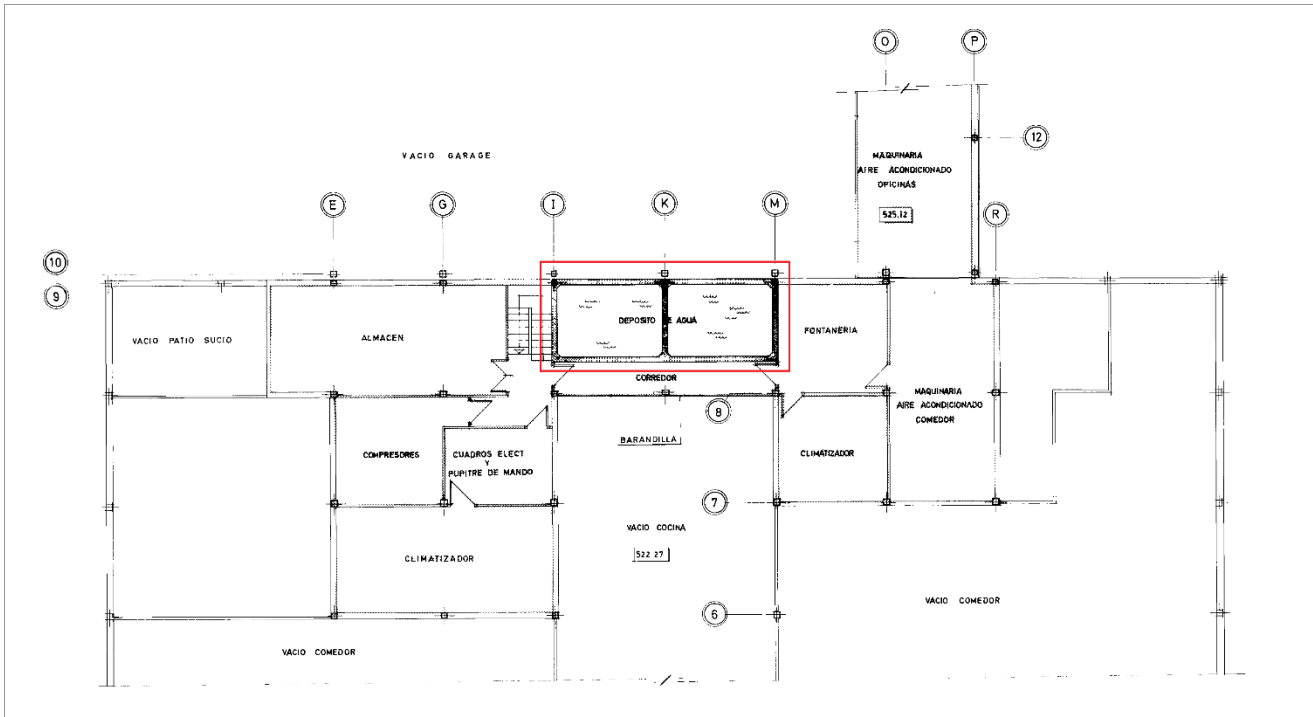 O
P
12
VACIO GARAGE
MAQUINARIA
AIRE ACONDICIONADO
OFICINAS
E
G
I
K
M
525.12
R
10
9
DEPOSITO DE AGUA
FONTANERIA
VACIO PATIO SUCIO
ALMACEN
CORREDOR
MAQUINARIA
AIRE ACONDICIONADO
COMEDOR
8
BARANDILLA
COMPRESORES
CUADROS ELECT
Y
PUPITRE DE MANDO
CLIMATIZADOR
7
VACIO COCINA
522 27
CLIMATIZADOR
6
VACIO COMEDOR
VACIO COMEDOR